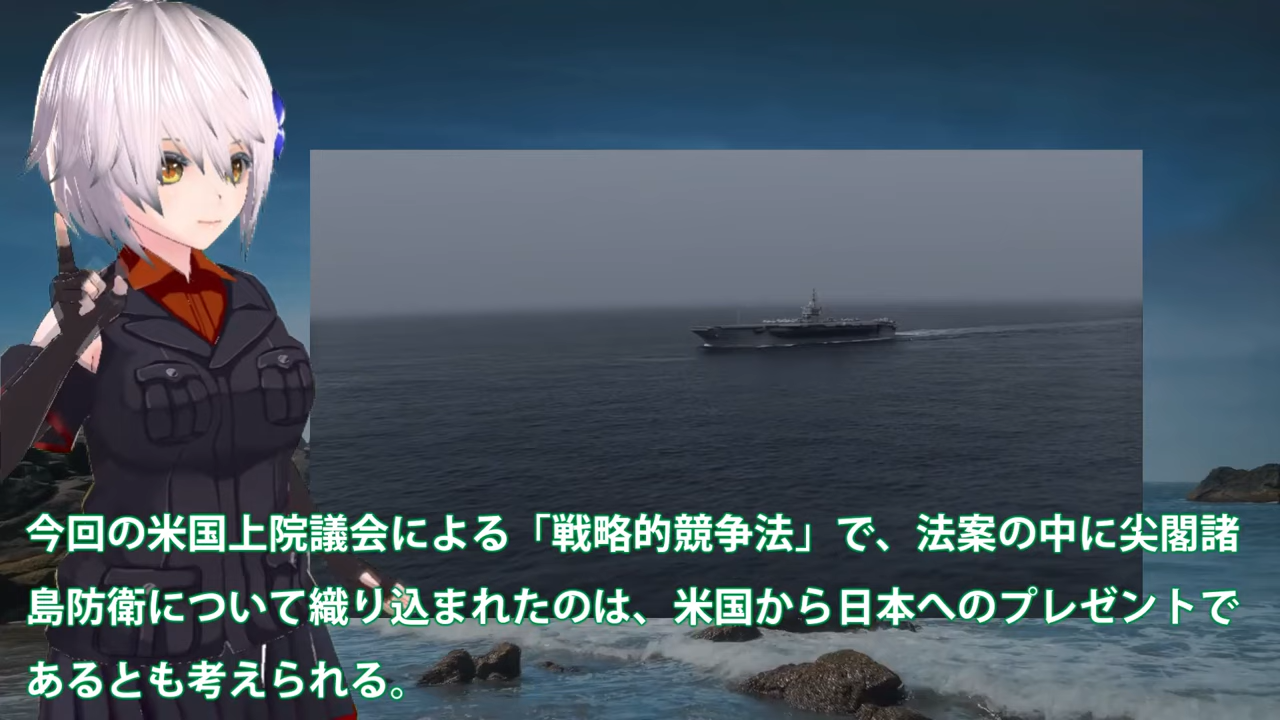 今回の米国上院議会による「戦略的競争法」で、法案の中に尖閣諸
島防衛について織り込まれたのは、米国から日本へのプレゼントで
あるとも考えられる。